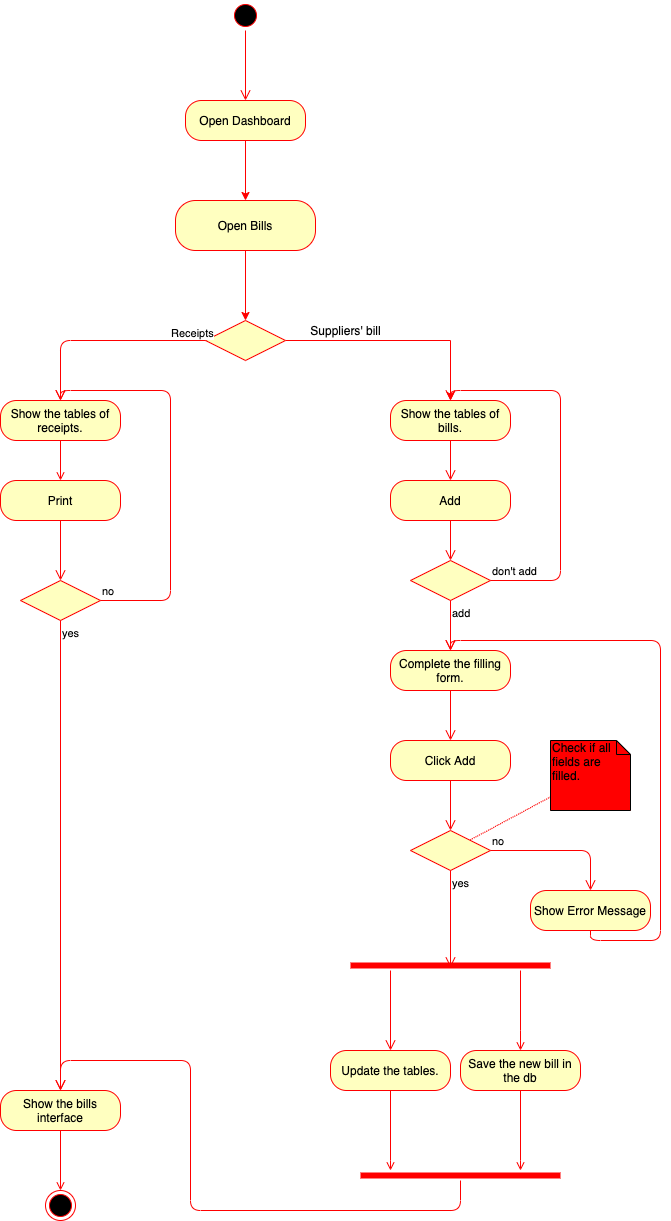 Open Dashboard
Open Bills
Receipts
Suppliers' bill
Show the tables of
receipts.
Show the tables of
bills.
Print
Add
don't add
no
add
yes
Complete the filling
form.
Click Add
Check if all
fields are
filled.
no
yes
Show Error Message
Update the tables.
Save the new bill in
the db
Show the bills
interface